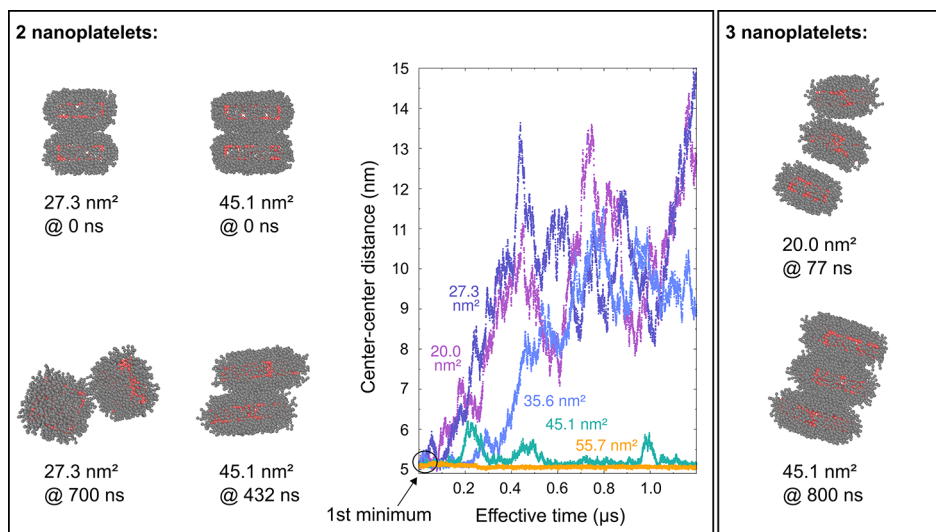 2 nanoplatelets:
27.3 nm²
@ 0 ns
45.1 nm²
@ 0 ns
27.3 nm²
@ 700 ns
45.1 nm²
@ 432 ns
Center-center distance (nm)
15
14
13
12
11
10
9
8
7
6
5
27.3
nm²
20.0
nm²
35.6 nm²
45.1 nm²
55.7 nm²
0.2
0.4
0.6
0.8
1.0
1st minimum
Effective time (µs)
3 nanoplatelets:
20.0 nm²
@ 77 ns
45.1 nm²
@ 800 ns